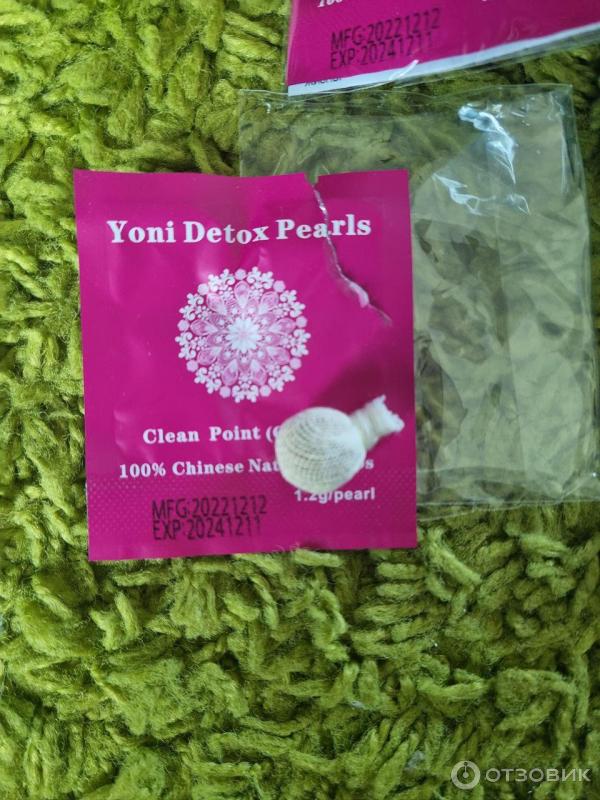 MFG:20221212
EXP:20241211
Yoni Detox Pearls
Clean Point
100% Chinese
1.2g/pearl
MFG:20221212
EXP:20241211
ОТЗОВИК